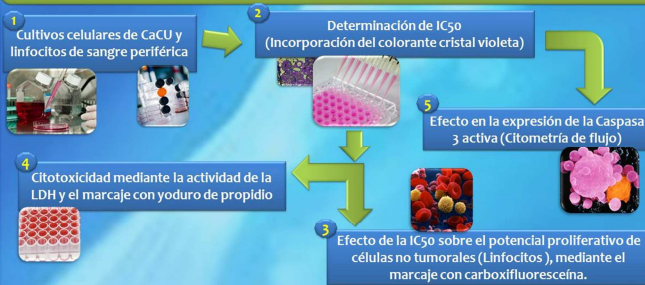 1
Cultivos celulares de CaCU y
linfocitos de sangre periférica
2
Determinación de IC50
(Incorporación del colorante cristal violeta)
5
Efecto en la expresión de la Caspasa
3 activa (Citometría de flujo)
4
Citotoxicidad mediante la actividad de la
LDH y el marcaje con yoduro de propidio
3
Efecto de la IC50 sobre el potencial proliferativo de
células no tumorales (Linfocitos ), mediante el
marcaje con carboxifluoresceína.